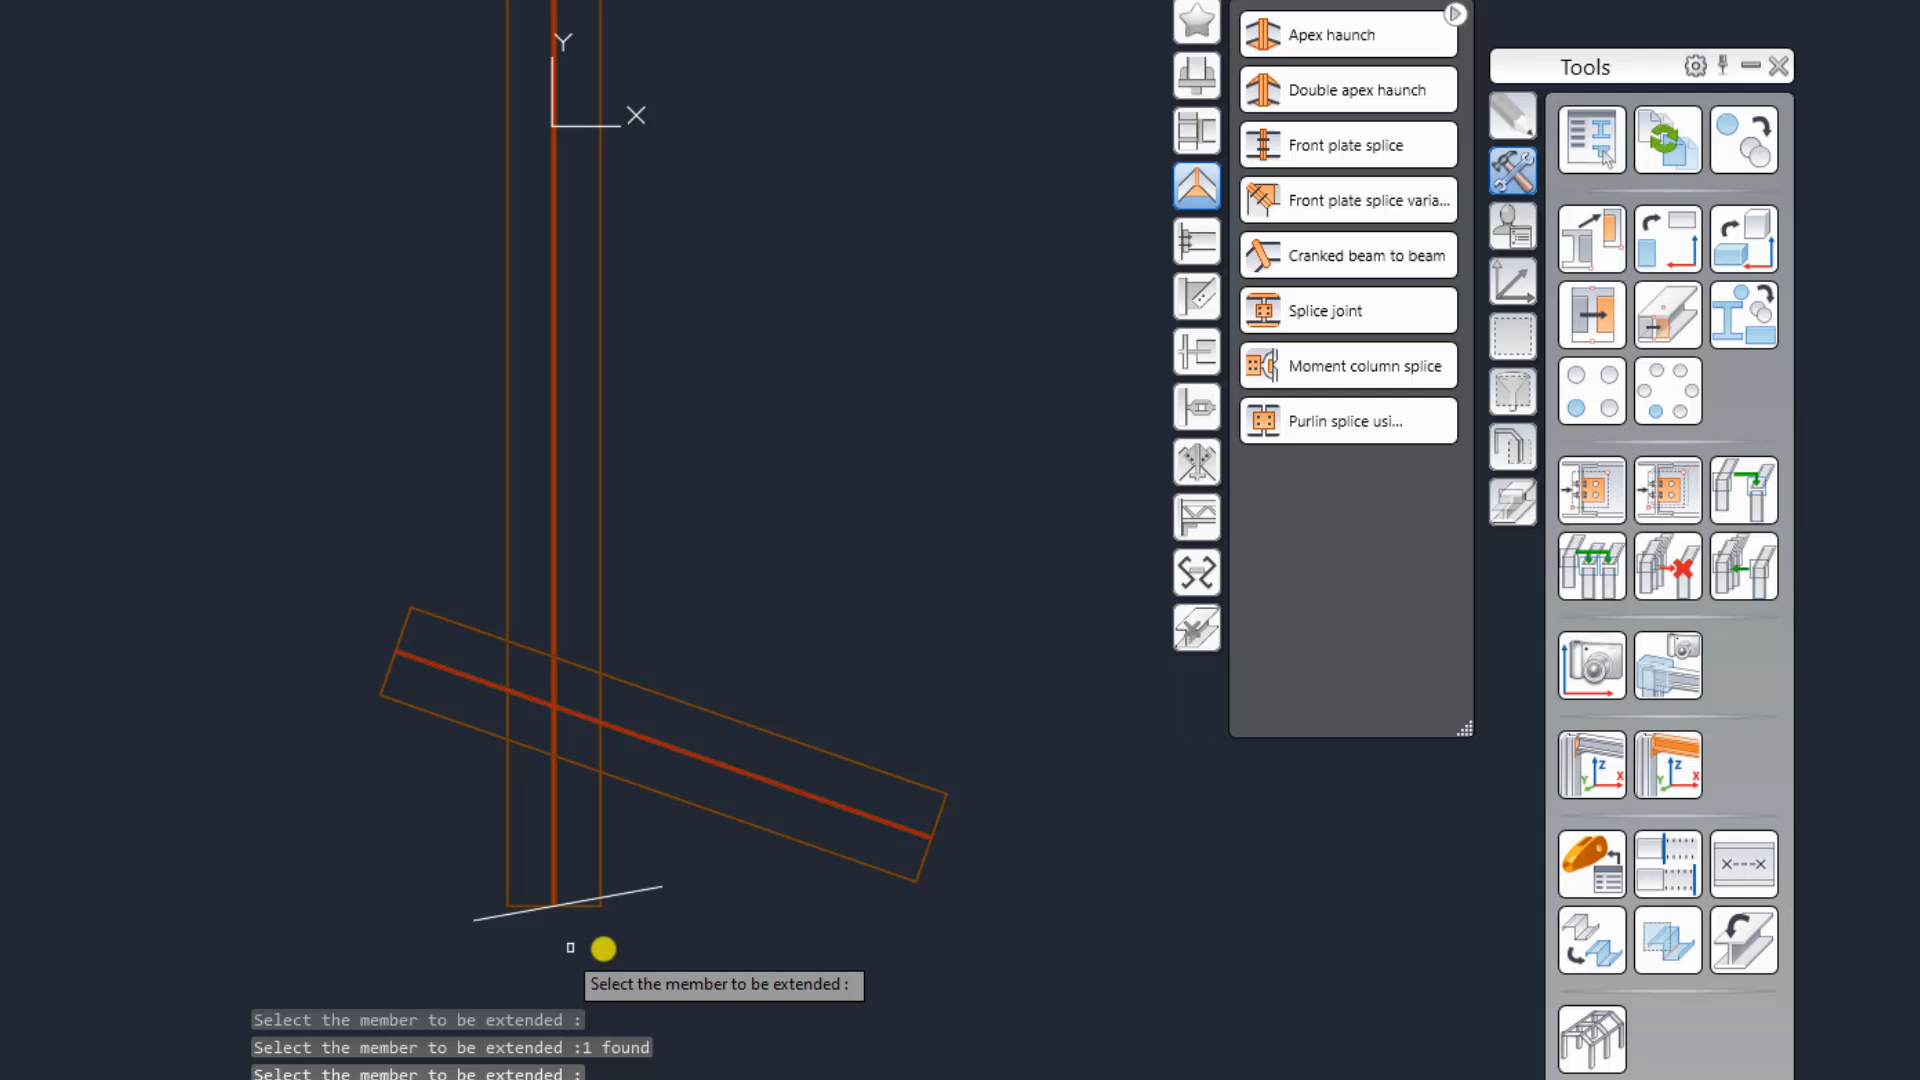 Y
X
Apex haunch
Double apex haunch
Front plate splice
Front plate splice varia...
Cranked beam to beam
Splice joint
Moment column splice
Purlin splice usi...
Tools
Z
Y
X
Z
Y
X
Select the member to be extended :
Select the member to be extended :
Select the member to be extended :1 found
Select the member to be extended :